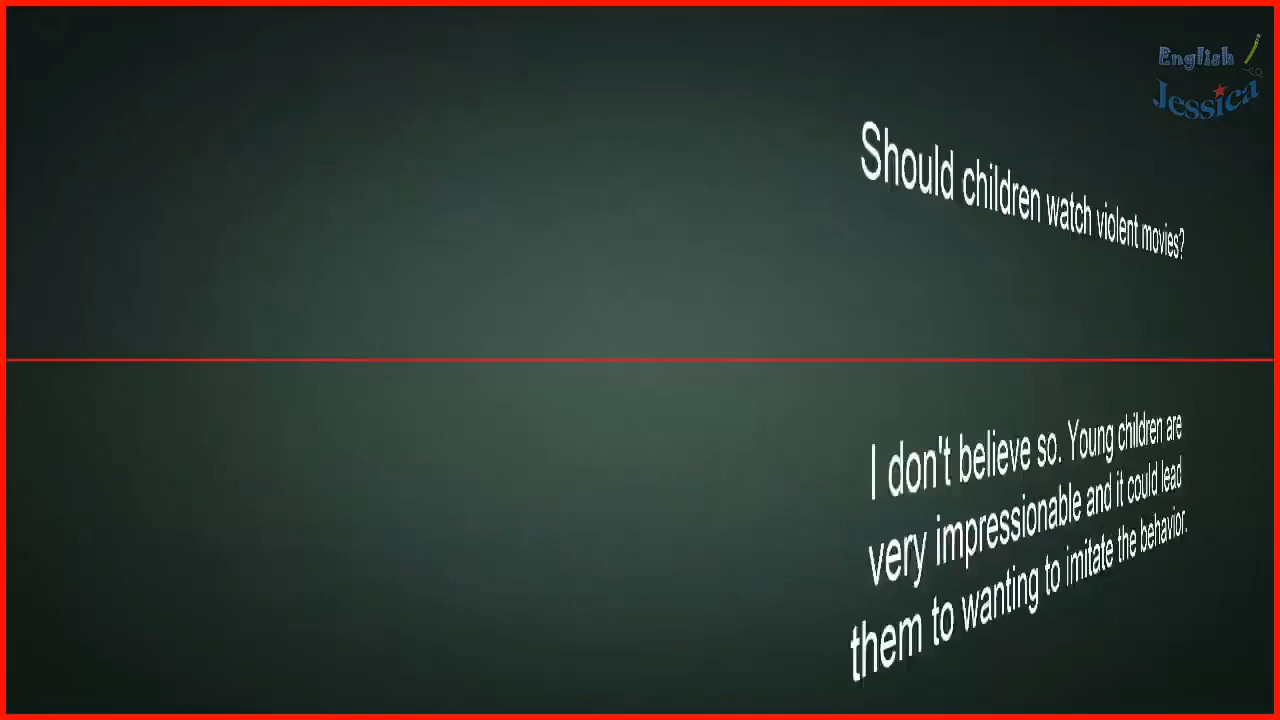 English
Jessica
Should children watch violent movies?
I don't believe so. Young children are
very impressionable and it could lead
them to wanting to imitate the behavior.